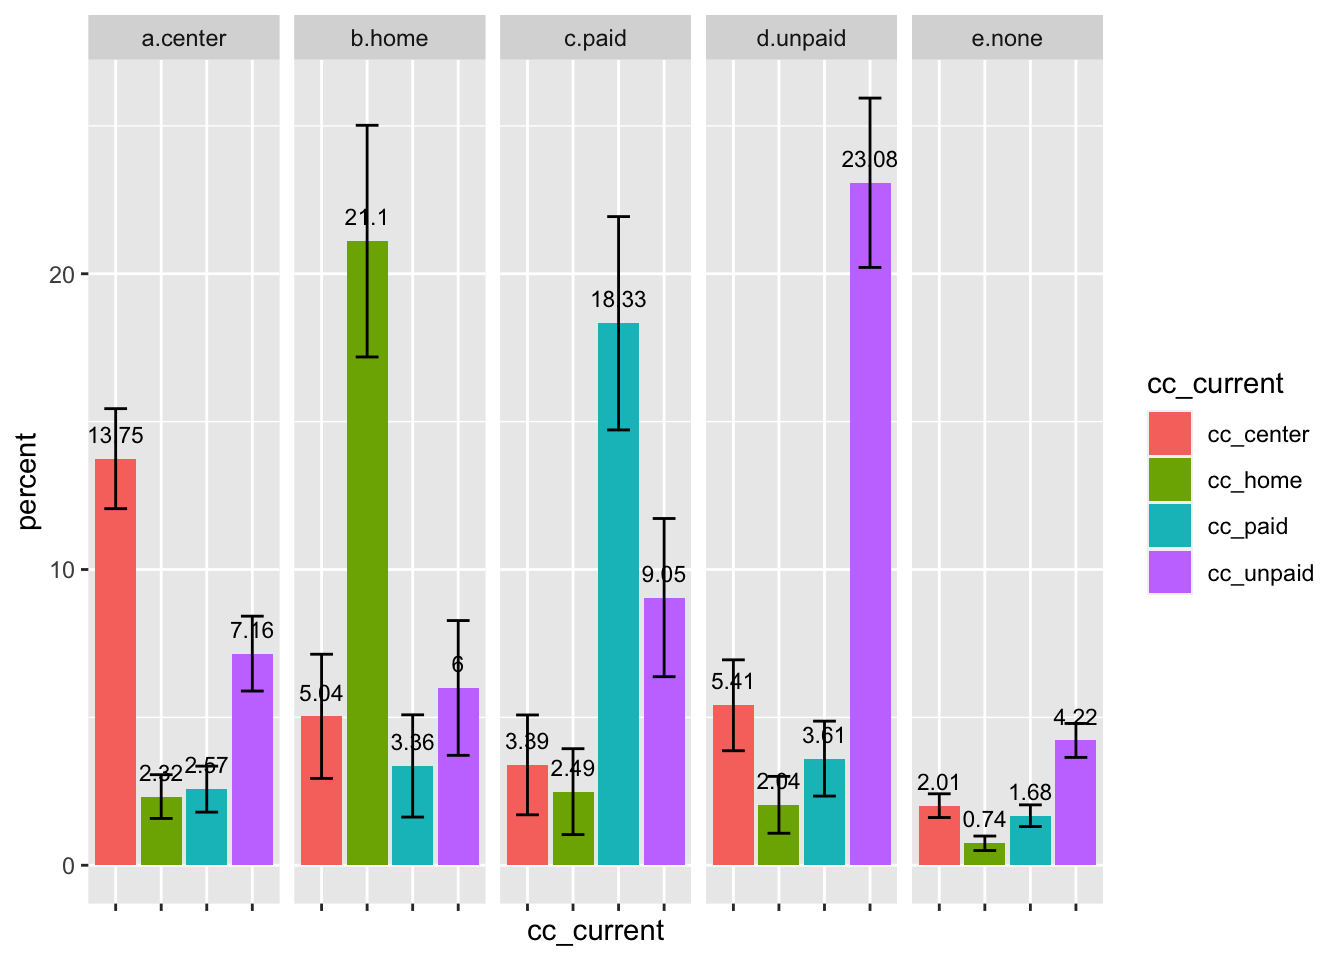 a.center
b.home
c.paid
d.unpaid
e.none
percent
20
10
0
13.75
2.32
2.57
7.16
5.04
21.1
3.36
6
3.39
2.49
18.33
9.05
5.41
2.04
3.61
23.08
2.01
0.74
1.68
4.22
cc_current
cc_current
cc_center
cc_home
cc_paid
cc_unpaid